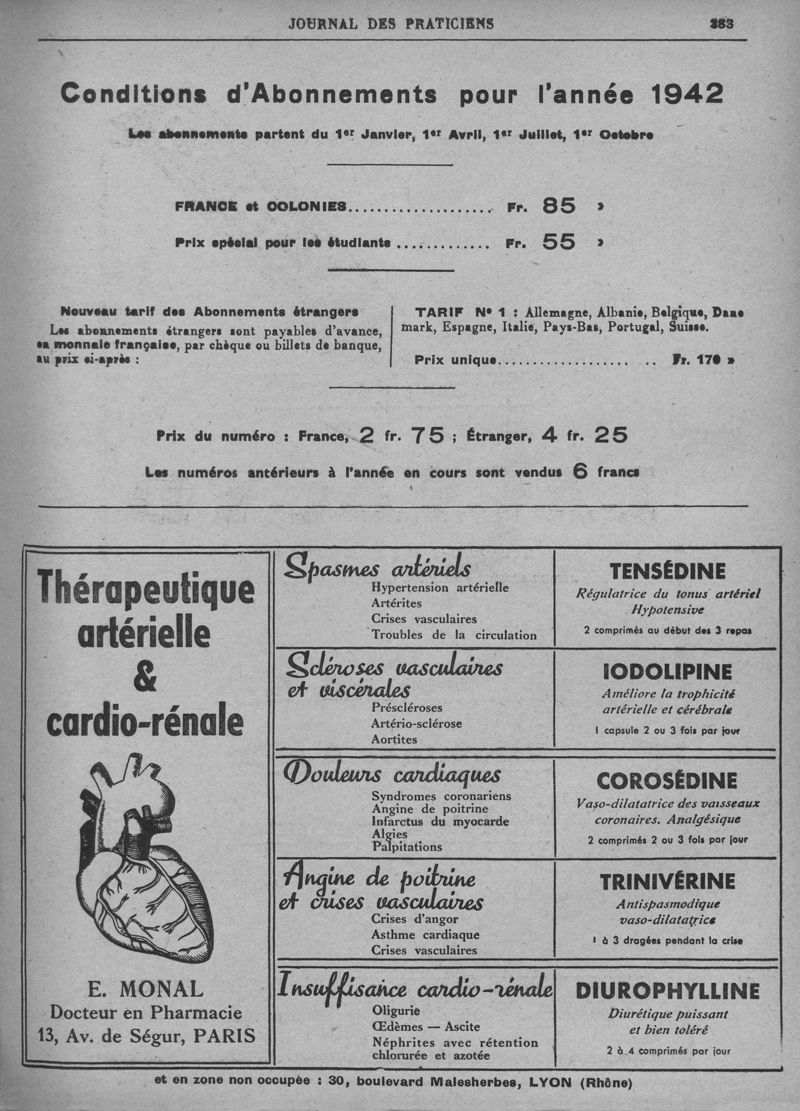 JOURNAL DES PRATICIENS 383
Conditions d'Abonnements pour l'année 1942
Les abonnements partent du 1er Janvier, 1er Avril, 1er Juillet, 1er Octobre
FRANCE et COLONIES.................... Fr. 85 »
Prix spécial pour les étudiants ............. Fr. 55 »
Nouveau tarif des Abonnements étrangers
Les abonnements étrangers sont payables d'avance,
en monnaie française, par chèque ou billets de banque,
au prix ci-après :
TARIF N° 1 : Allemagne, Albanie, Belgique, Dane
mark, Espagne, Italie, Pays-Bas, Portugal, Suisse.
Prix unique.................... .. Fr. 170 »
Prix du numéro : France, 2 fr. 75 ; Étranger, 4 fr. 25
Les numéros antérieurs à l'année en cours sont vendus 6 francs
Thérapeutique
artérielle
&
cardio-rénale
E. MONAL
Docteur en Pharmacie
13, Av. de Ségur, PARIS
Spasmes artériels
Hypertension artérielle
Artérites
Crises vasculaires
Troubles de la circulation
TENSÉDINE
Régulatrice du tonus artériel
Hypotensive
2 comprimés au début des 3 repas
Scléroses vasculaires
et viscérales
Préscléroses
Artério-sclérose
Aortites
IODOLIPINE
Améliore la trophicité
artérielle et cérébrale
1 capsule 2 ou 3 fois par jour
Douleurs cardiaques
Syndromes coronariens
Angine de poitrine
Infarctus du myocarde
Algies
Palpitations
COROSÉDINE
Vaso-dilatatrice des vaisseaux
coronaires. Analgésique
2 comprimés 2 ou 3 fois par jour
Angine de poitrine
et crises vasculaires
Crises d'angor
Asthme cardiaque
Crises vasculaires
TRINIVÉRINE
Antispasmodique
vaso-dilatatrice
1 à 3 dragées pendant la crise
Insuffisance cardio-rénale
Oligurie
Œdèmes — Ascite
Néphrites avec rétention
chlorurée et azotée
DIUROPHYLLINE
Diurétique puissant
et bien toléré
2 à 4 comprimés par jour
et en zone non occupée : 30, boulevard Malesherbes, LYON (Rhône)